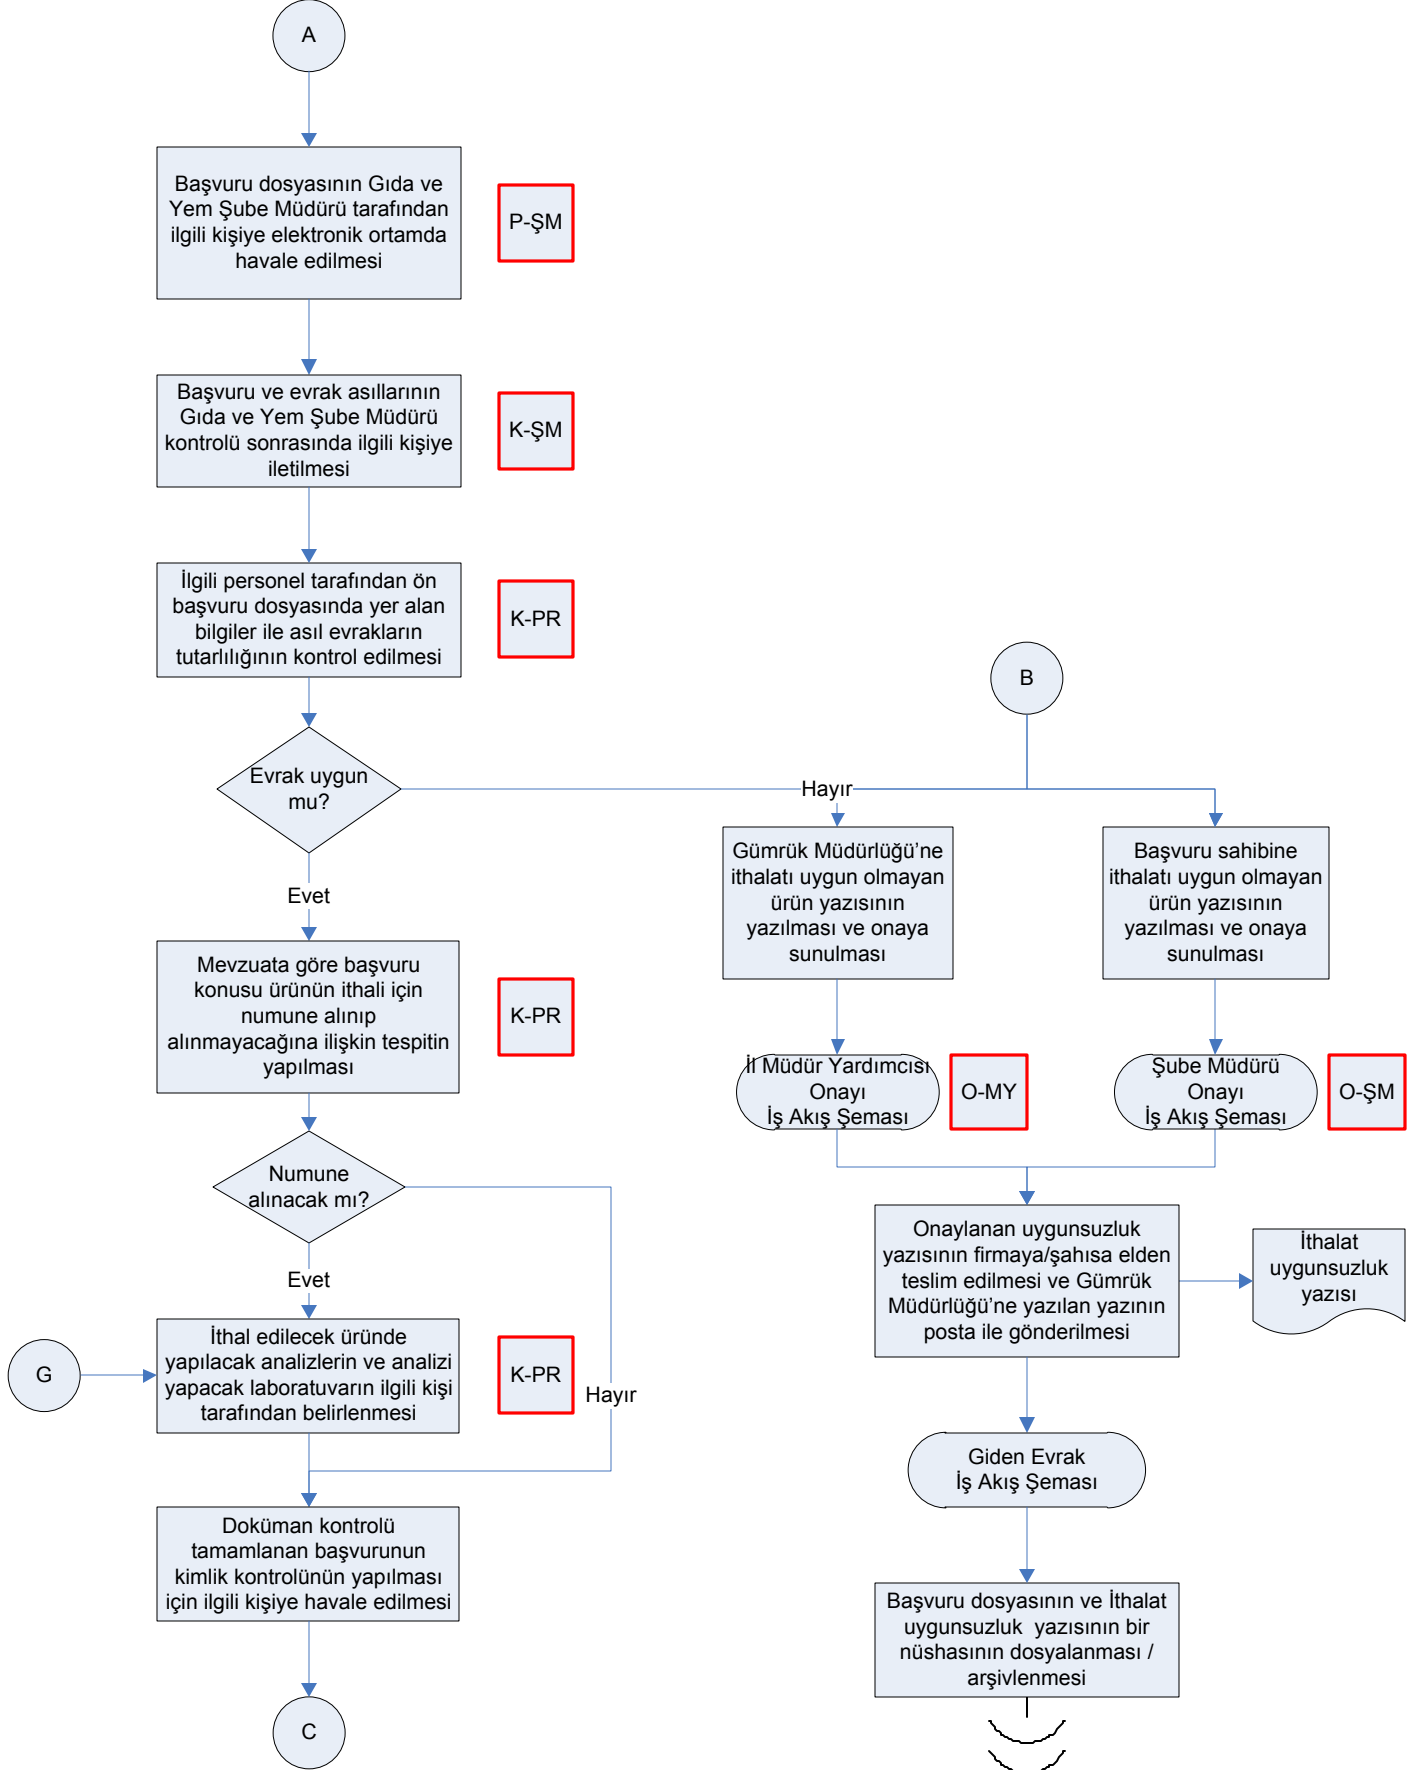 A
Başvuru dosyasının Gıda ve
Yem Şube Müdürü tarafından
ilgili kişiye elektronik ortamda
havale edilmesi
P-ŞM
Başvuru ve evrak asıllarının
Gıda ve Yem Şube Müdürü
kontrolü sonrasında ilgili kişiye
iletilmesi
K-ŞM
İlgili personel tarafından ön
başvuru dosyasında yer alan
bilgiler ile asıl evrakların
tutarlılığının kontrol edilmesi
K-PR
B
Evrak uygun
mu?
Hayır
Evet
Gümrük Müdürlüğü’ne
ithalatı uygun olmayan
ürün yazısının
yazılması ve onaya
sunulması
Başvuru sahibine
ithalatı uygun olmayan
ürün yazısının
yazılması ve onaya
sunulması
Mevzuata göre başvuru
konusu ürünün ithali için
numune alınıp
alınmayacağına ilişkin tespitin
yapılması
K-PR
İl Müdür Yardımcısı
Onayı
İş Akış Şeması
O-MY
Şube Müdürü
Onayı
İş Akış Şeması
O-ŞM
Numune
alınacak mı?
Evet
Onaylanan uygunsuzluk
yazısının firmaya/şahısa elden
teslim edilmesi ve Gümrük
Müdürlüğü’ne yazılan yazının
posta ile gönderilmesi
İthalat
uygunsuzluk
yazısı
G
İthal edilecek üründe
yapılacak analizlerin ve analizi
yapacak laboratuvarın ilgili kişi
tarafından belirlenmesi
K-PR
Hayır
Giden Evrak
İş Akış Şeması
Doküman kontrolü
tamamlanan başvurunun
kimlik kontrolünün yapılması
için ilgili kişiye havale edilmesi
Başvuru dosyasının ve İthalat
uygunsuzluk  yazısının bir
nüshasının dosyalanması /
arşivlenmesi
C